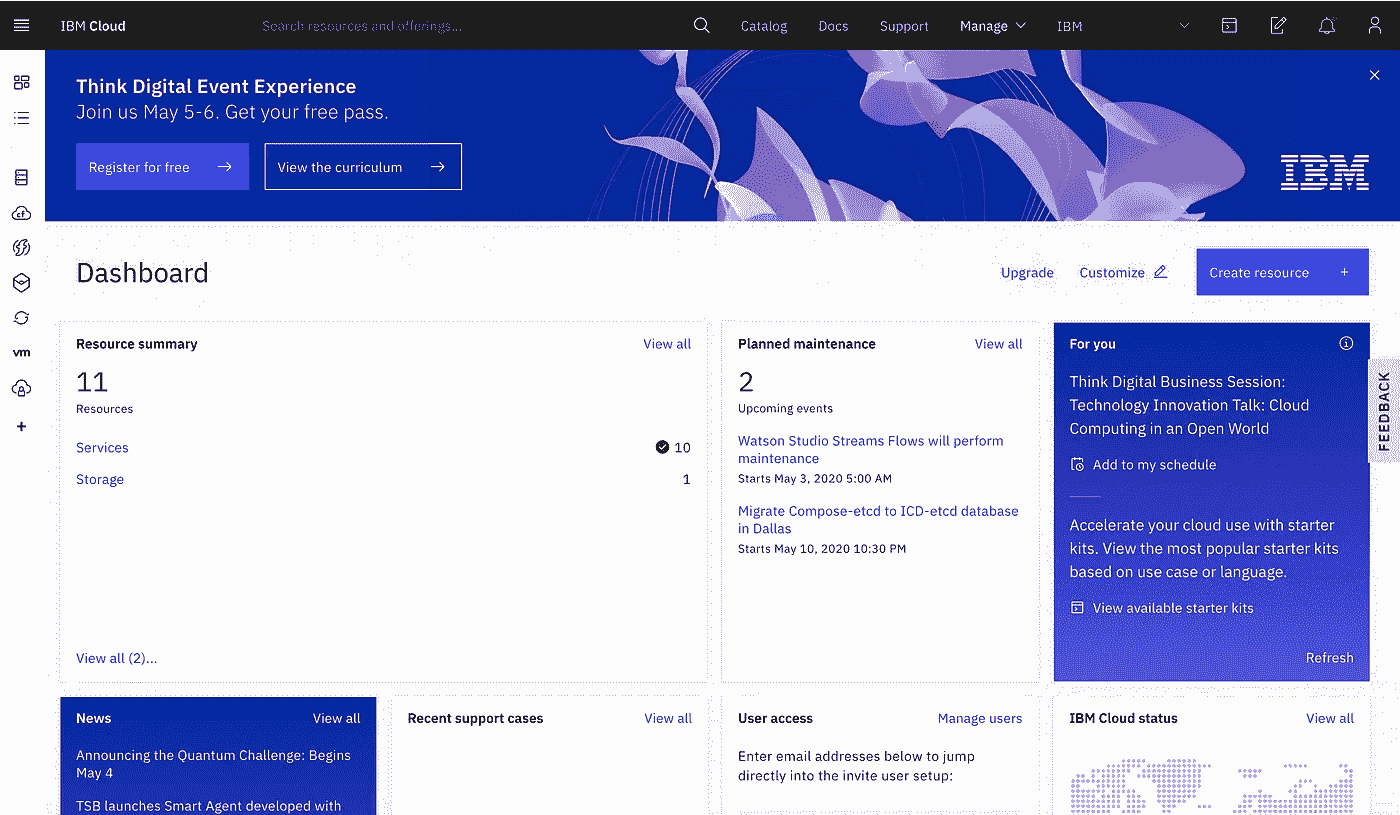 IBM Cloud
Search resources and offerings...
Catalog
Docs
Support
Manage
IBM
Think Digital Event Experience
Join us May 5-6. Get your free pass.
Register for free
View the curriculum
IBM
cf
vm
Dashboard
Upgrade
Customize
Create resource
Resource summary
View all
11
Resources
Services
10
Storage
1
View all (2)...
Planned maintenance
View all
2
Upcoming events
Watson Studio Streams Flows will perform
maintenance
Starts May 3, 2020 5:00 AM
Migrate Compose-etcd to ICD-etcd database
in Dallas
Starts May 10, 2020 10:30 PM
For you
Think Digital Business Session:
Technology Innovation Talk: Cloud
Computing in an Open World
Add to my schedule
Accelerate your cloud use with starter
kits. View the most popular starter kits
based on use case or language.
View available starter kits
Refresh
FEEDBACK
News
View all
Announcing the Quantum Challenge: Begins
May 4
TSB launches Smart Agent developed with
Recent support cases
View all
User access
Manage users
Enter email addresses below to jump
directly into the invite user setup:
IBM Cloud status
View all